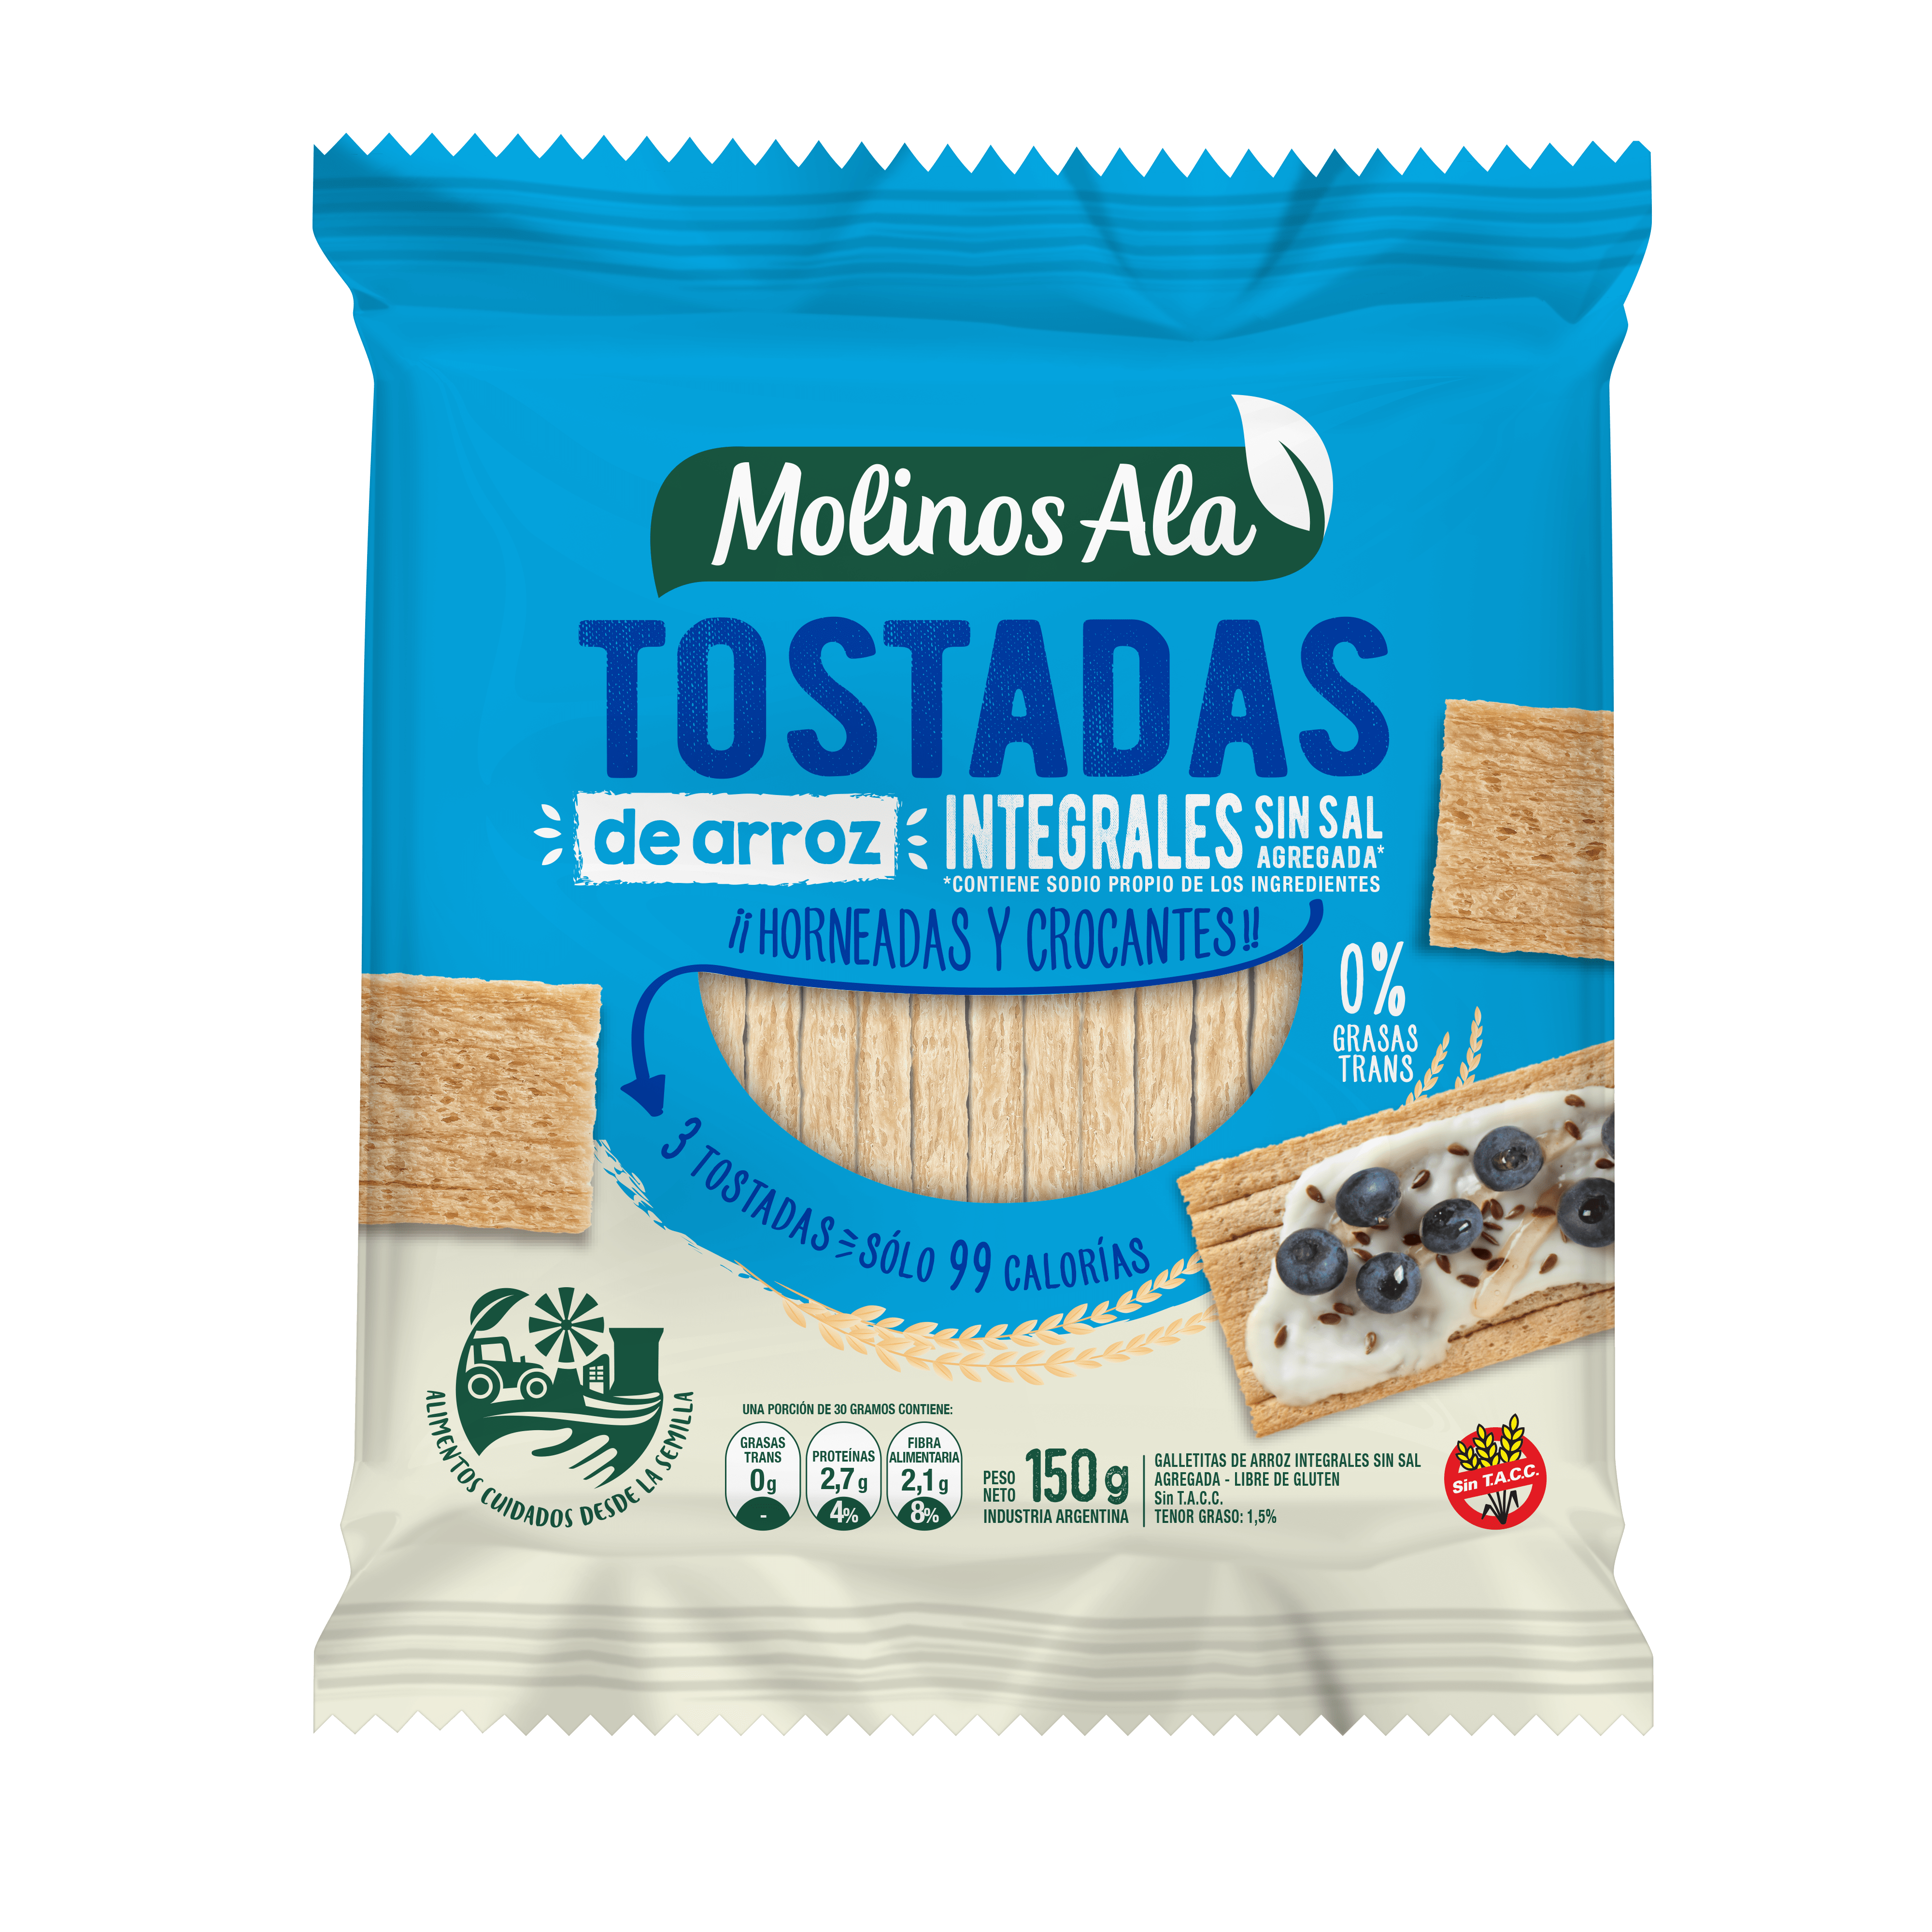 Molinos Ala
TOSTADAS
de arroz
INTEGRALES
SIN SAL
AGREGADA*
*CONTIENE SODIO PROPIO DE LOS INGREDIENTES
¡¡HORNEADAS Y CROCANTES!!
0%
GRASAS
TRANS
3 TOSTADAS SÓLO 99 CALORÍAS
ALIMENTOS CUIDADOS DESDE LA SEMILLA
UNA PORCIÓN DE 30 GRAMOS CONTIENE:
GRASAS
TRANS
0g
-
PROTEÍNAS
2,7 g
4%
FIBRA
ALIMENTARIA
2,1 g
8%
PESO
NETO
150 g
INDUSTRIA ARGENTINA
GALLETITAS DE ARROZ INTEGRALES SIN SAL
AGREGADA - LIBRE DE GLUTEN
Sin T.A.C.C.
TENOR GRASO: 1,5%
Sin T.A.C.C.